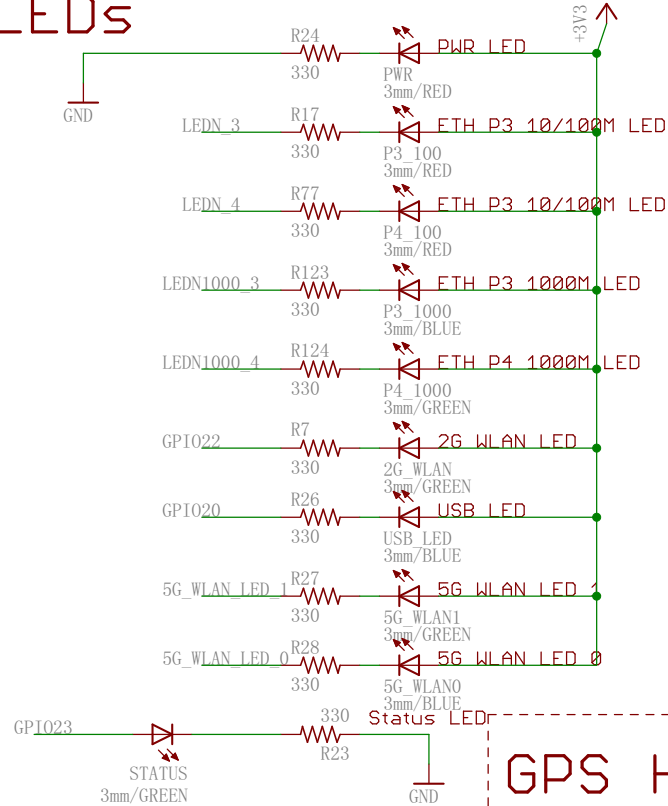 LEDs
+3V3
R24
330
PWR LED
PWR
3mm/RED
GND
LEDN_3
R17
330
ETH P3 10/100M LED
P3_100
3mm/RED
LEDN_4
R77
330
ETH P3 10/100M LED
P4_100
3mm/RED
LEDN1000_3
R123
330
ETH P3 1000M LED
P3_1000
3mm/BLUE
LEDN1000_4
R124
330
ETH P4 1000M LED
P4_1000
3mm/GREEN
GPIO22
R7
330
2G WLAN LED
2G_WLAN
3mm/GREEN
GPIO20
R26
330
USB LED
USB_LED
3mm/BLUE
5G_WLAN_LED_1
R27
330
5G WLAN LED 1
5G_WLAN1
3mm/GREEN
5G_WLAN_LED_0
R28
330
5G WLAN LED 0
5G_WLAN0
3mm/BLUE
GPIO23
STATUS
3mm/GREEN
330
R23
Status LED
GND
GPS H